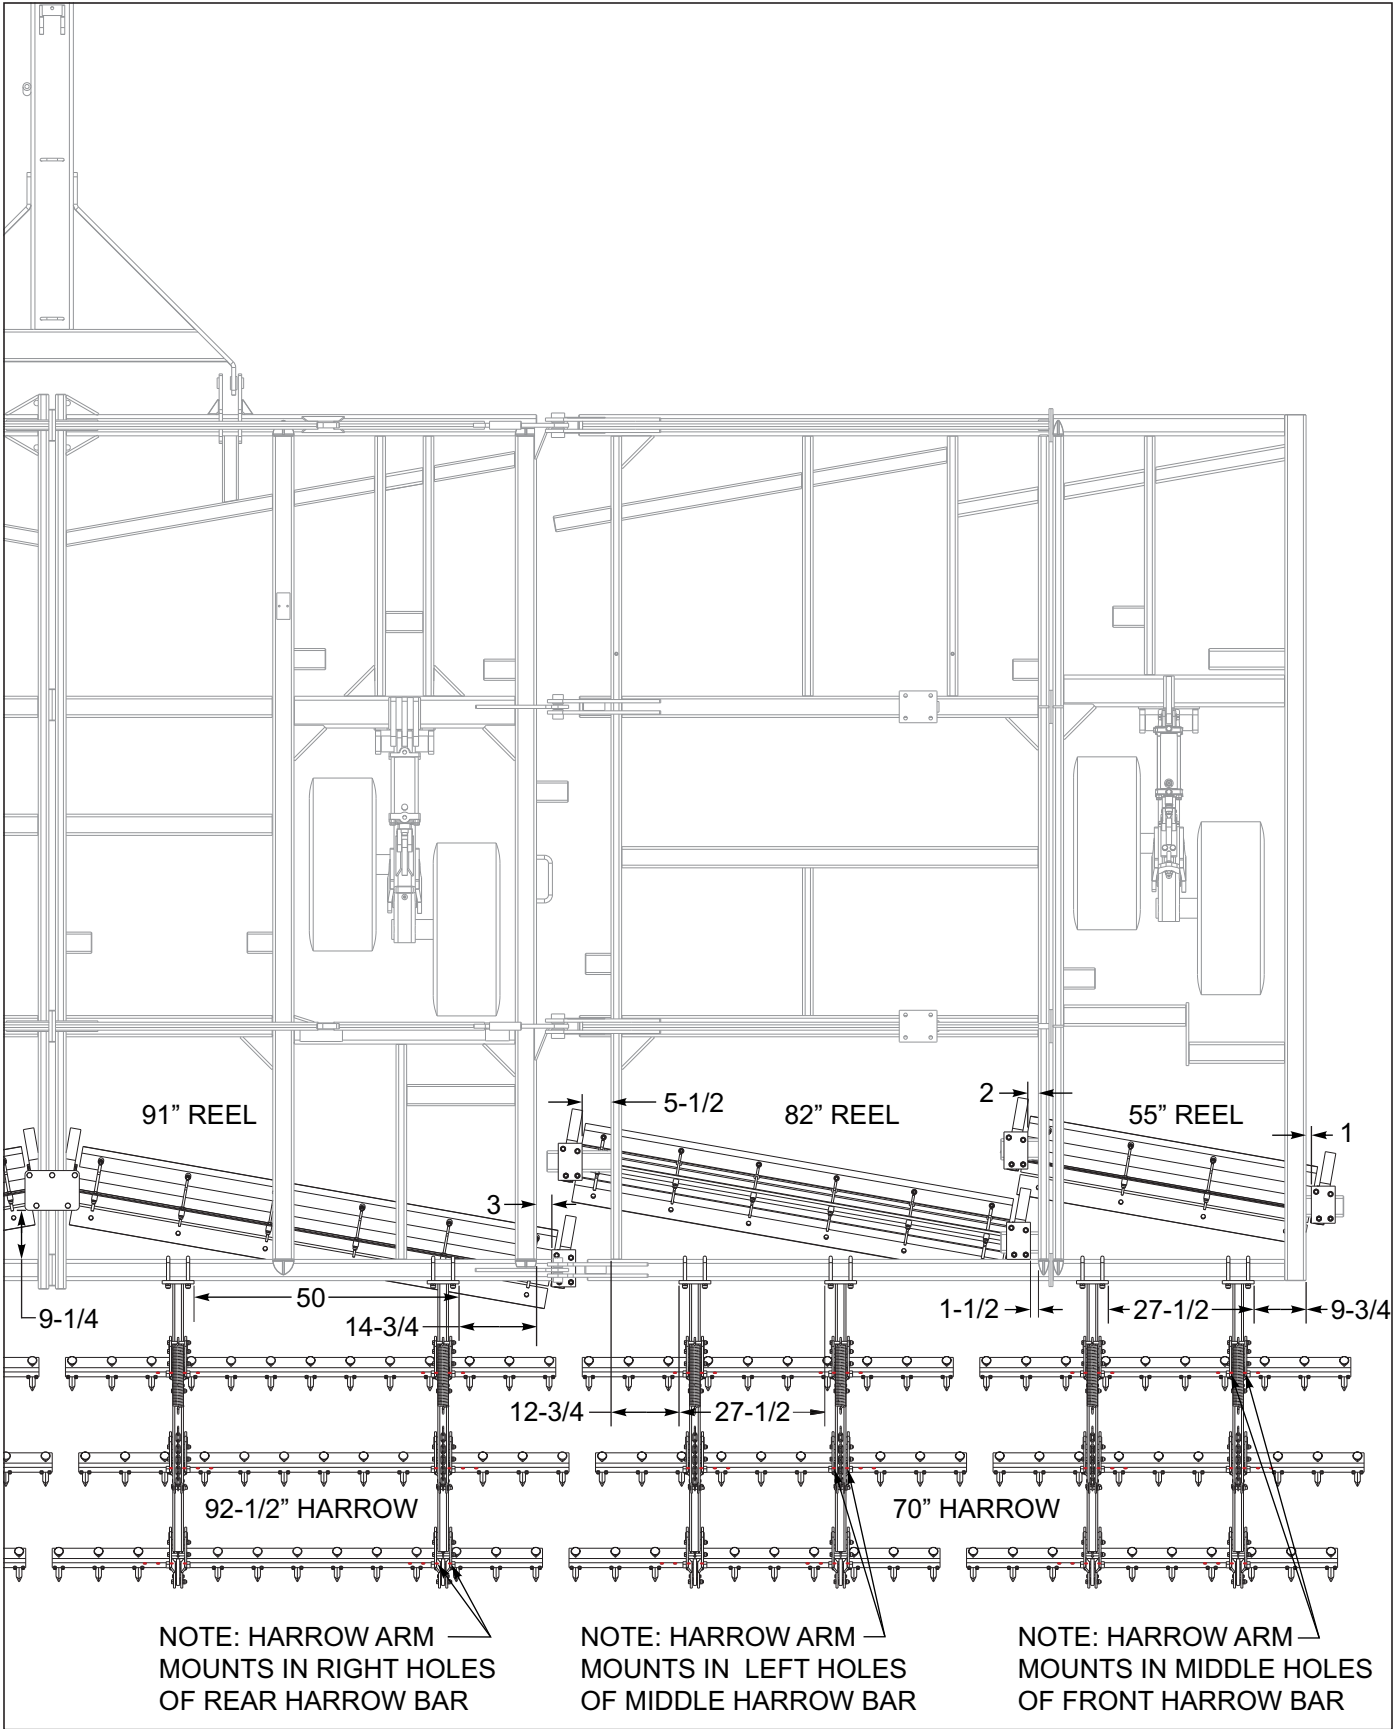 91” REEL
5-1/2
82” REEL
2
55” REEL
1
3
9-1/4
50
14-3/4
1-1/2
27-1/2
9-3/4
12-3/4
27-1/2
92-1/2” HARROW
70” HARROW
NOTE: HARROW ARM
MOUNTS IN RIGHT HOLES
OF REAR HARROW BAR
NOTE: HARROW ARM
MOUNTS IN LEFT HOLES
OF MIDDLE HARROW BAR
NOTE: HARROW ARM
MOUNTS IN MIDDLE HOLES
OF FRONT HARROW BAR